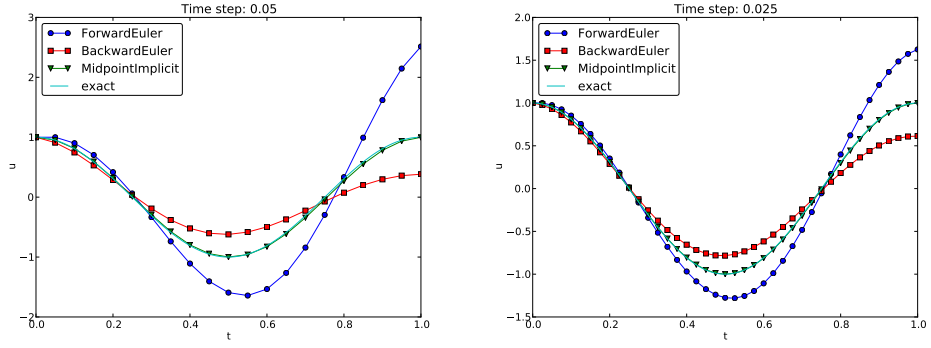 Time step: 0.05
3
2
1
0
−1
−2
u
0.0 0.2 0.4 0.6 0.8 1.0
t
ForwardEuler
BackwardEuler
MidpointImplicit
exact
Time step: 0.025
2.0
1.5
1.0
0.5
0.0
−0.5
−1.0
−1.5
u
0.0 0.2 0.4 0.6 0.8 1.0
t
ForwardEuler
BackwardEuler
MidpointImplicit
exact